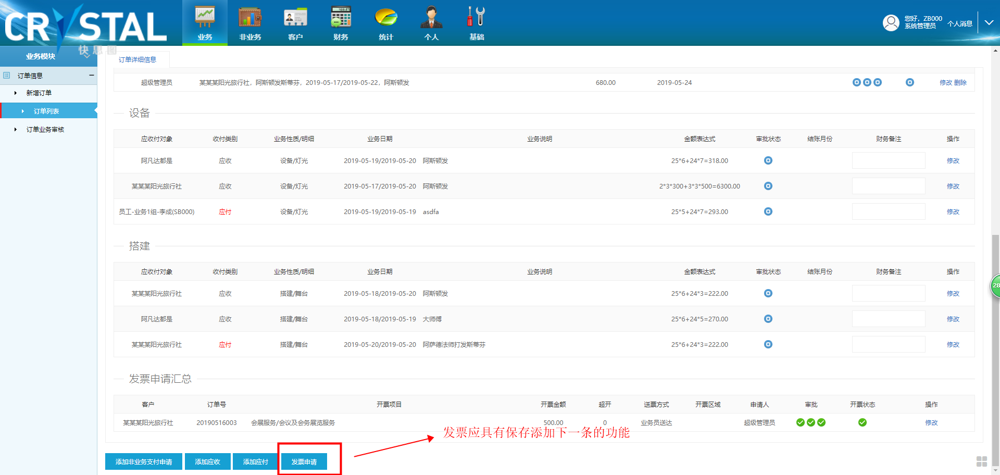 CRYSTAL
快思图
业务
非业务
客户
财务
统计
个人
基础
您好，ZB000
系统管理员
个人消息
业务模块
订单信息
新增订单
订单列表
订单业务审核
订单详细信息
超级管理员 某某某阳光旅行社，阿斯顿发斯蒂芬，2019-05-17/2019-05-22，阿斯顿发 680.00 2019-05-24 修改 删除
设备
应收付对象 收付类别 业务性质/明细 业务日期 业务说明 金额表达式 审批状态 结账月份 财务备注 操作
阿凡达都是 应收 设备/灯光 2019-05-19/2019-05-20 阿斯顿发 25*6+24*7=318.00 修改
某某某阳光旅行社 应收 设备/灯光 2019-05-17/2019-05-20 阿斯顿发 2*3*300+3*3*500=6300.00 修改
员工-业务1组-李成(SB000) 应付 设备/灯光 2019-05-19/2019-05-19 asdfa 25*5+24*7=293.00 修改
搭建
应收付对象 收付类别 业务性质/明细 业务日期 业务说明 金额表达式 审批状态 结账月份 财务备注 操作
某某某阳光旅行社 应收 搭建/舞台 2019-05-18/2019-05-20 阿斯顿发 25*6+24*3=222.00 修改
阿凡达都是 应收 搭建/舞台 2019-05-18/2019-05-19 大师傅 25*6+24*5=270.00 修改
某某某阳光旅行社 应付 搭建/舞台 2019-05-20/2019-05-20 阿萨德法师打发斯蒂芬 25*6+24*3=222.00 修改
发票申请汇总
客户 订单号 开票项目 开票金额 超开 送票方式 开票区域 申请人 审批 开票状态 操作
某某某阳光旅行社 20190516003 会展服务/会议及会务展览服务 500.00 0 业务员送达 超级管理员 修改
发票应具有保存添加下一条的功能
添加非业务支付申请 添加应收 添加应付 发票申请
28